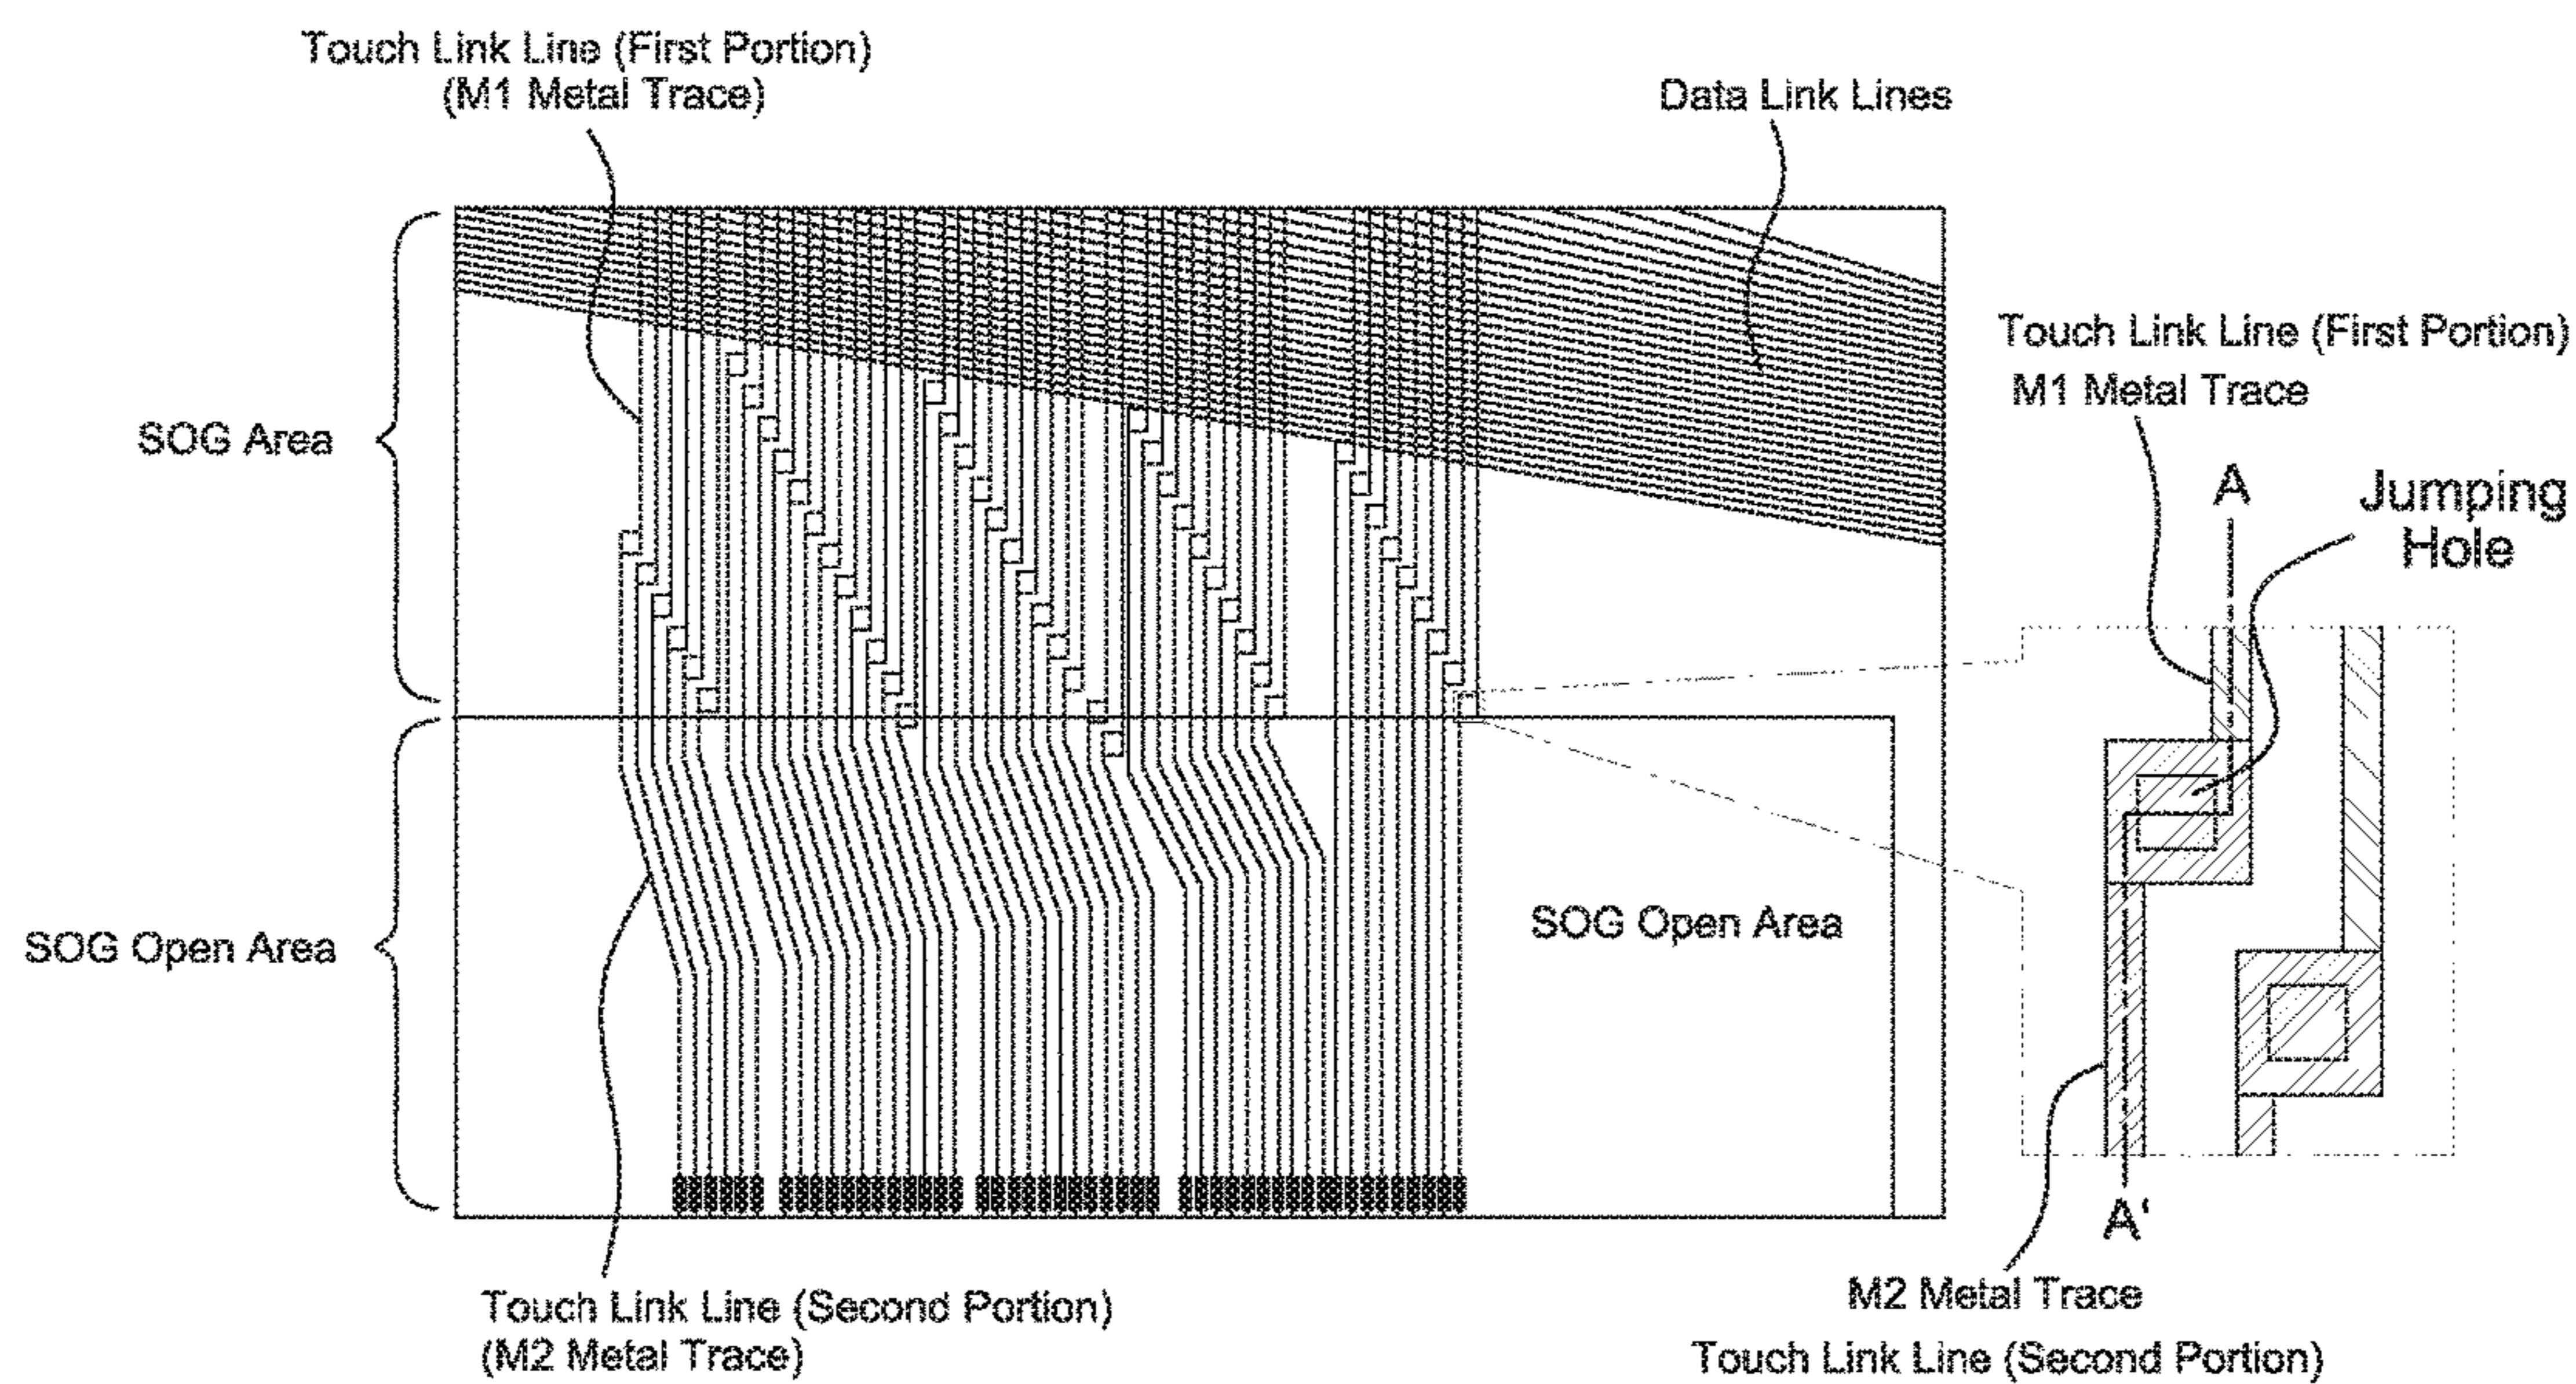 Touch Link Line (First Portion)
(M1 Metal Trace)
Data Link Lines
Touch Link Line (First Portion)
M1 Metal Trace
SOG Area
A
Jumping
Hole
SOG Open Area
SOG Open Area
A'
Touch Link Line (Second Portion)
(M2 Metal Trace)
M2 Metal Trace
Touch Link Line (Second Portion)